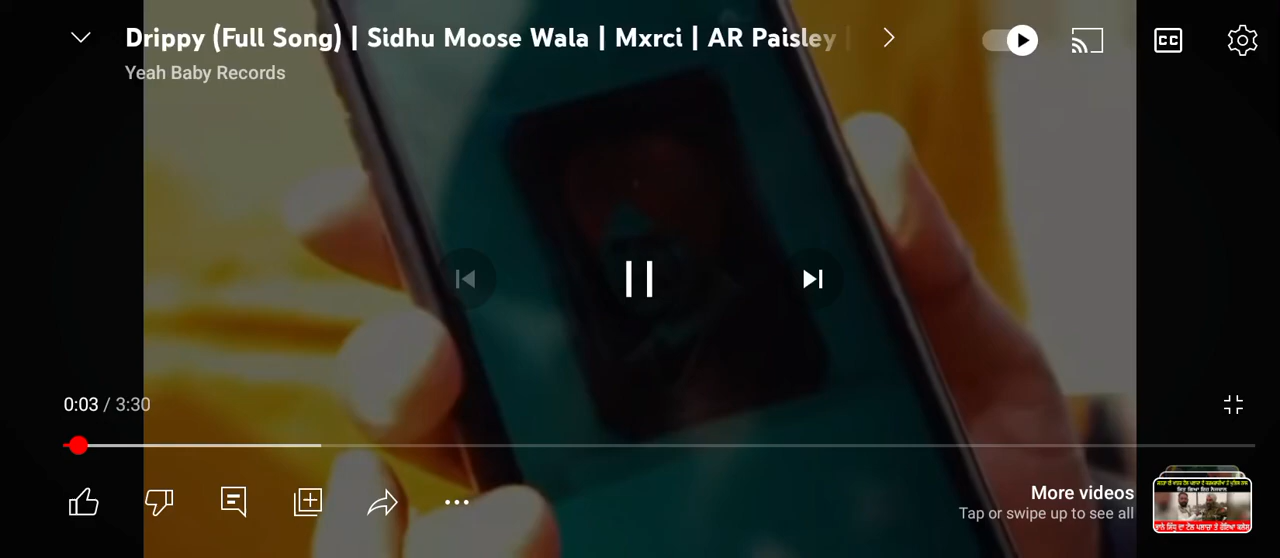 Drippy (Full Song) | Sidhu Moose Wala | Mxrci | AR Paisley |
Yeah Baby Records
CC
0:03 / 3:30
More videos
Tap or swipe up to see all